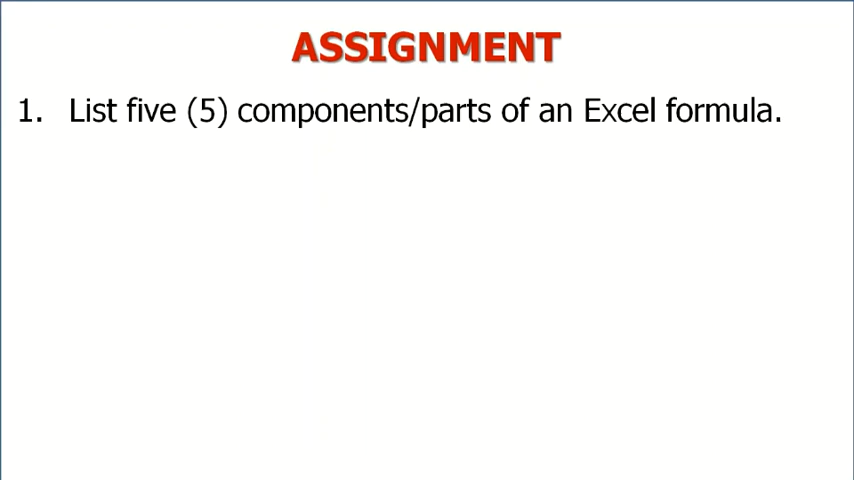 ASSIGNMENT
1. List five (5) components/parts of an Excel formula.